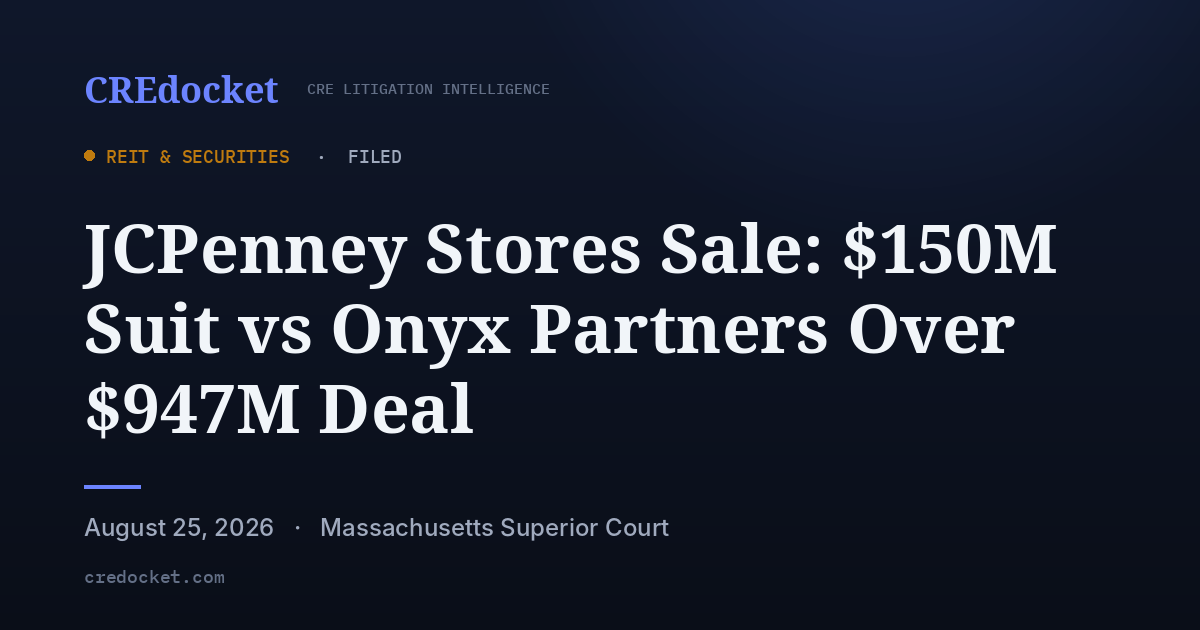 CREdocket CRE LITIGATION INTELLIGENCE
REIT & SECURITIES · FILED
JCPenney Stores Sale: $150M
Suit vs Onyx Partners Over
$947M Deal
August 25, 2026 · Massachusetts Superior Court
credocket.com